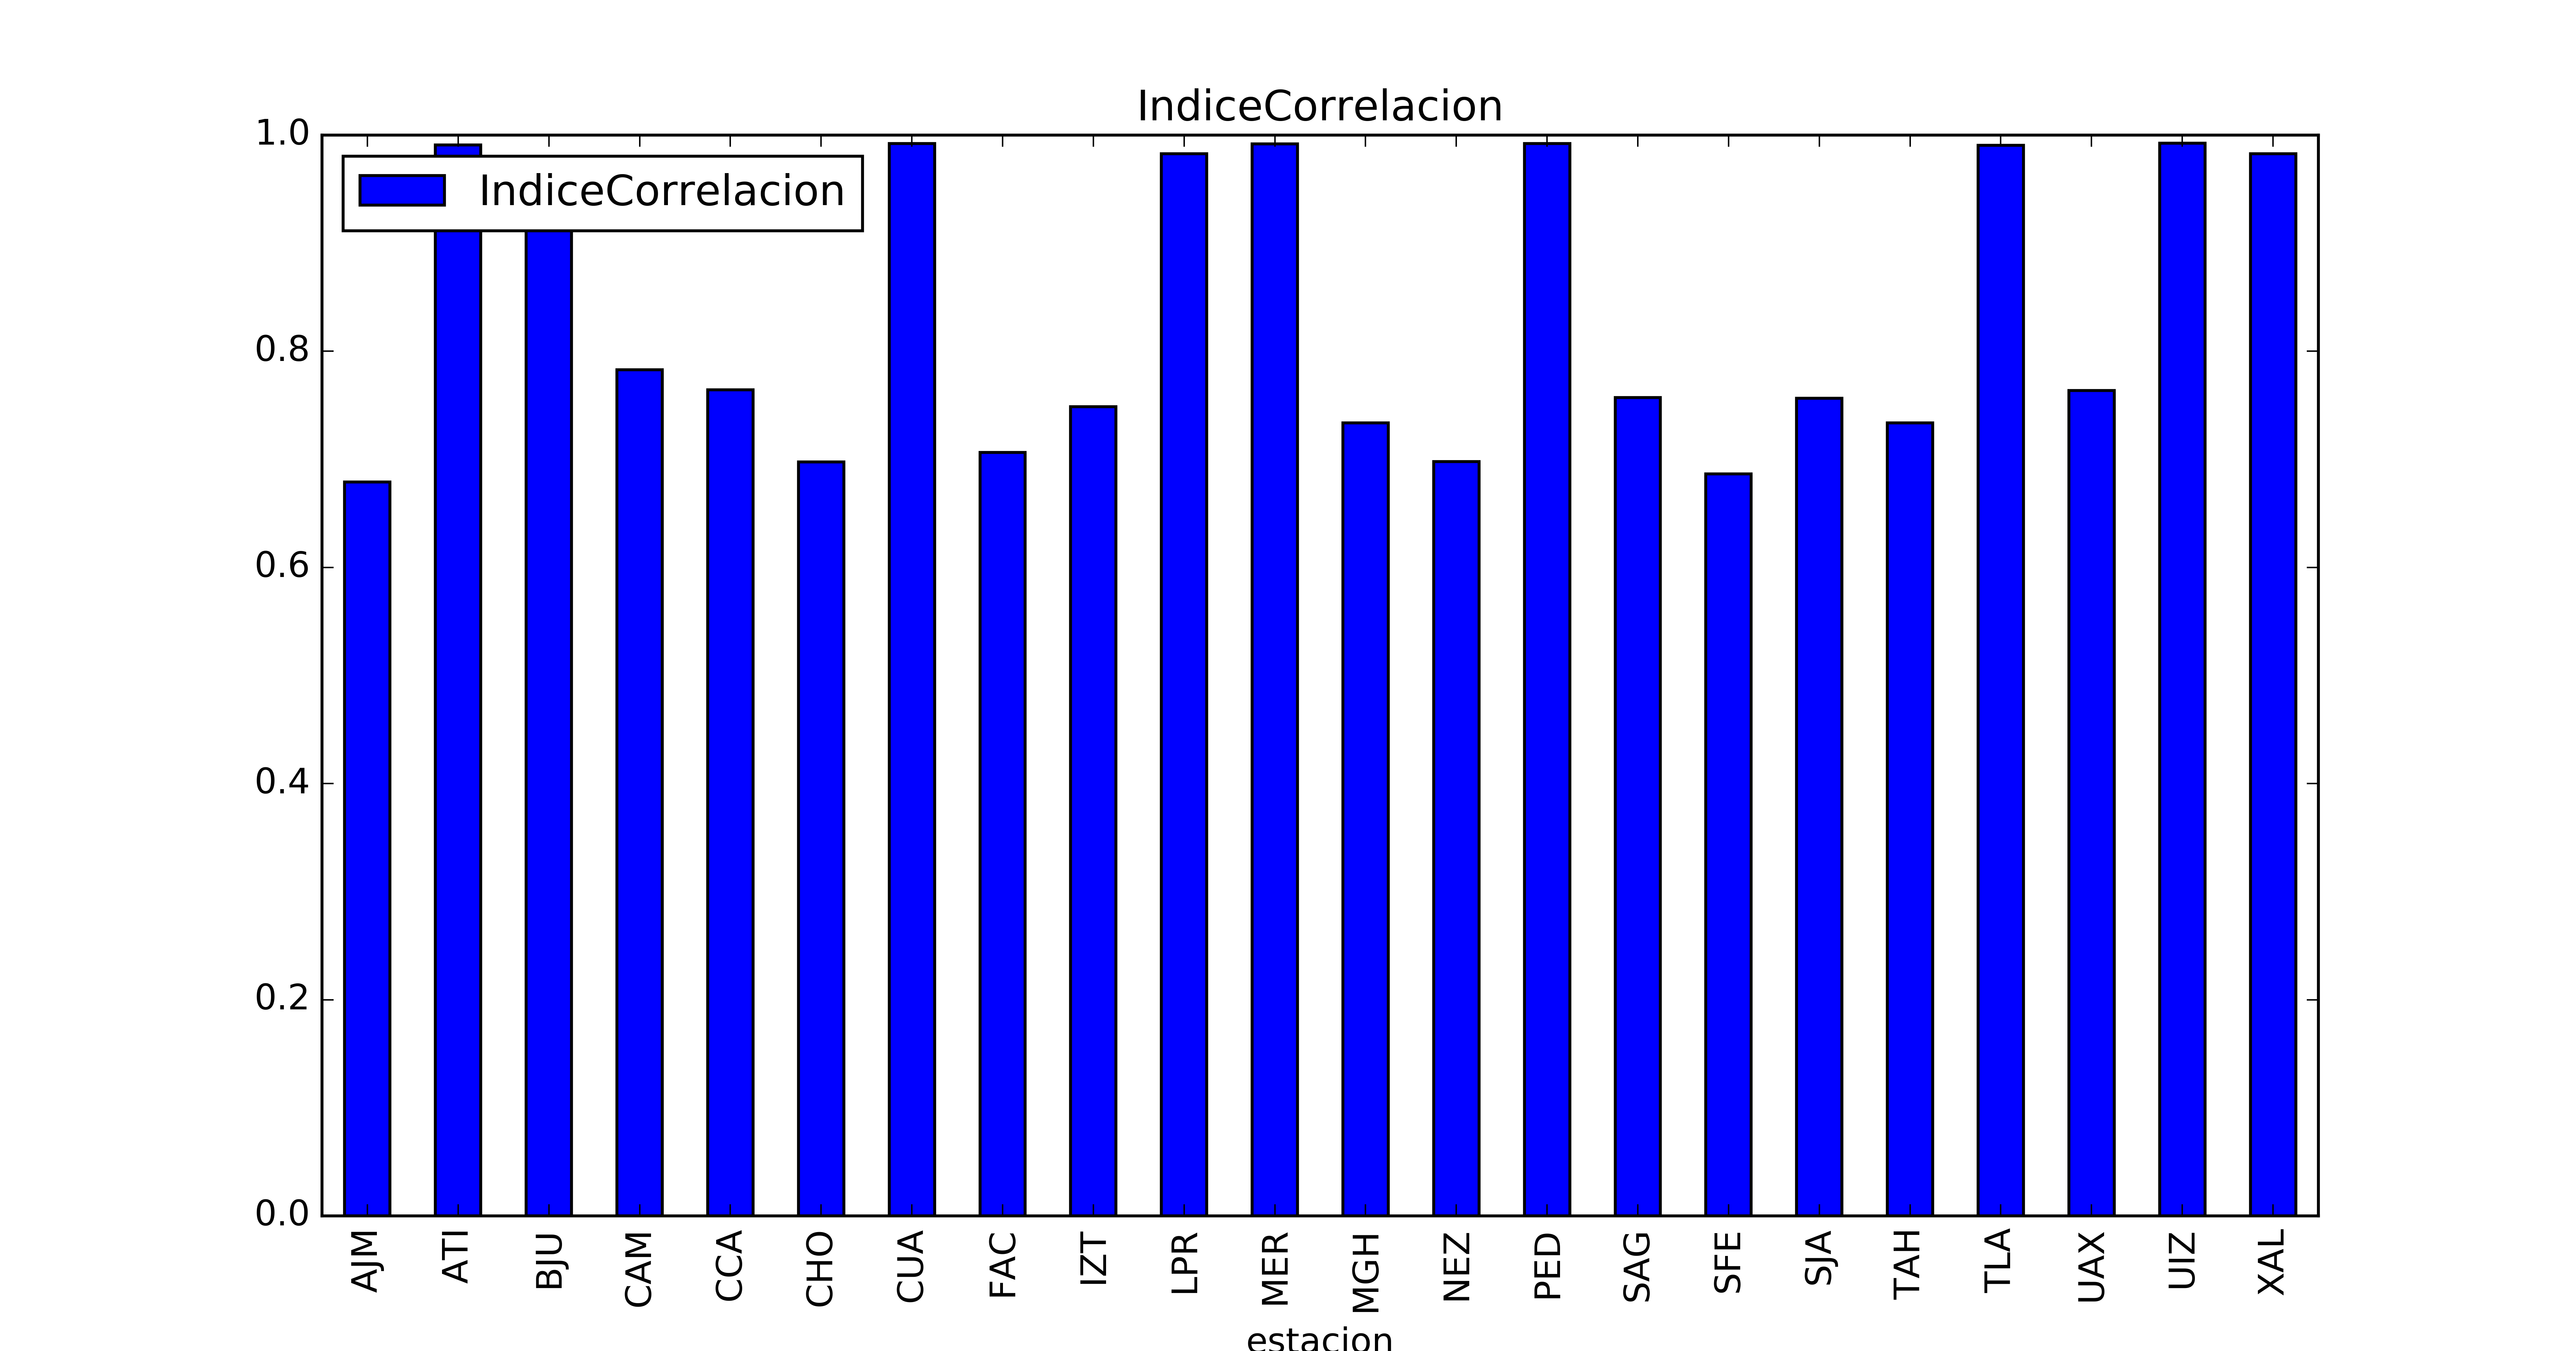 IndiceCorrelacion
IndiceCorrelacion
1.0
0.8
0.6
0.4
0.2
0.0
AJM
ATI
BJU
CAM
CCA
CHO
CUA
FAC
IZT
LPR
MER
MGH
NEZ
PED
SAG
SFE
SJA
TAH
TLA
UAX
UIZ
XAL
estacion